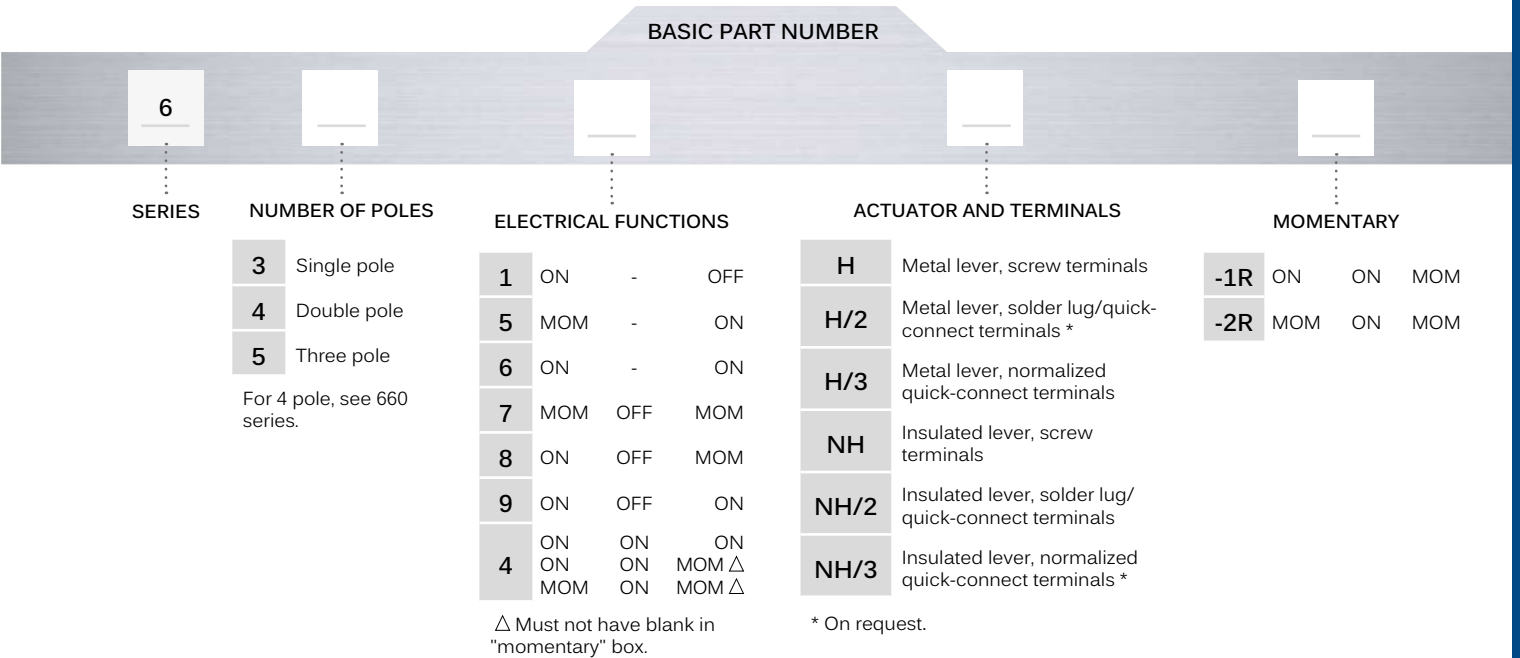 BASIC PART NUMBER
6
SERIES
NUMBER OF POLES
3 Single pole
4 Double pole
5 Three pole
For 4 pole, see 660
series.
ELECTRICAL FUNCTIONS
1 ON - OFF
5 MOM - ON
6 ON - ON
7 MOM OFF MOM
8 ON OFF MOM
9 ON OFF ON
4
ON ON ON
ON ON MOM △
MOM ON MOM △
△ Must not have blank in
"momentary" box.
ACTUATOR AND TERMINALS
H Metal lever, screw terminals
H/2 Metal lever, solder lug/quick-
connect terminals *
H/3 Metal lever, normalized
quick-connect terminals
NH Insulated lever, screw
terminals
NH/2 Insulated lever, solder lug/
quick-connect terminals
NH/3 Insulated lever, normalized
quick-connect terminals *
* On request.
MOMENTARY
-1R ON ON MOM
-2R MOM ON MOM